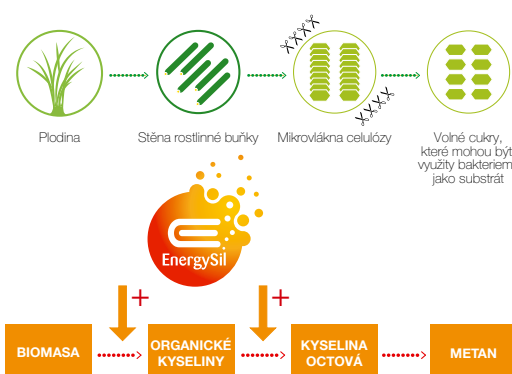 Plodina
Stěna rostlinné buňky
Mikrovlákna celulózy
Volné cukry,
které mohou být
využity bakteriemi
jako substrát
EnergySil
+
+
BIOMASA
ORGANICKÉ
KYSELINY
KYSELINA
OCTOVÁ
METAN